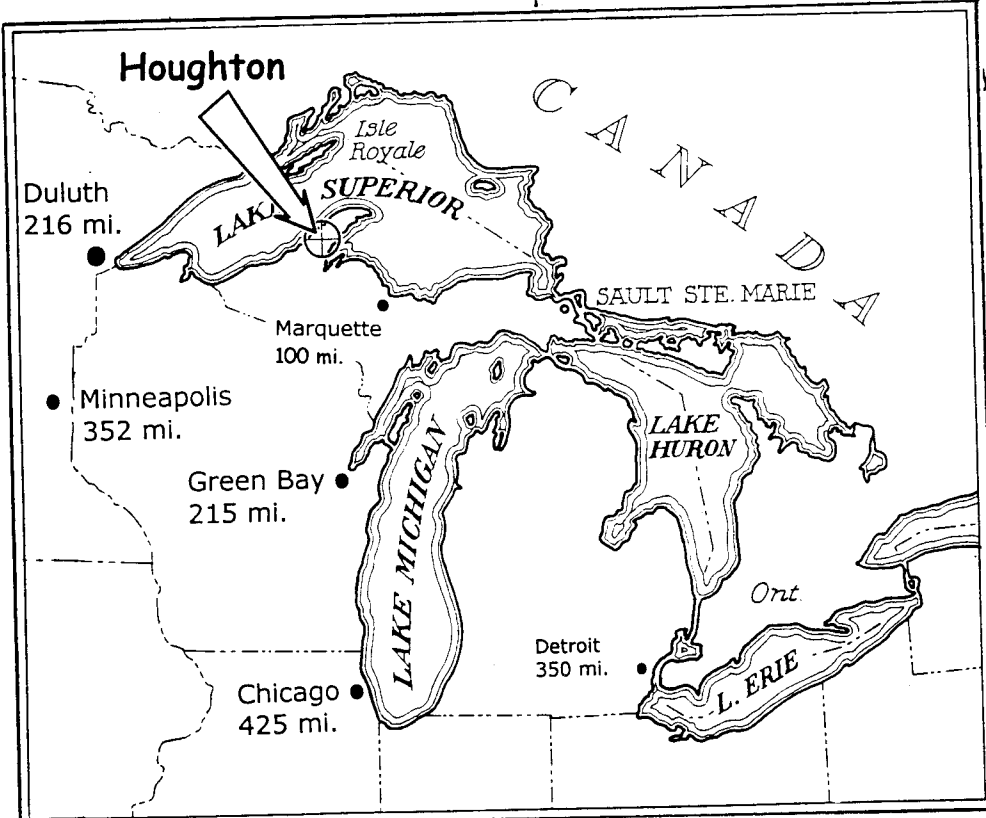 Houghton
CANADA
Isle
Royale
LAKE SUPERIOR
Duluth
216 mi.
SAULT STE. MARIE
Marquette
100 mi.
Minneapolis
352 mi.
LAKE
HURON
LAKE MICHIGAN
Green Bay
215 mi.
Ont.
Detroit
350 mi.
L. ERIE
Chicago
425 mi.